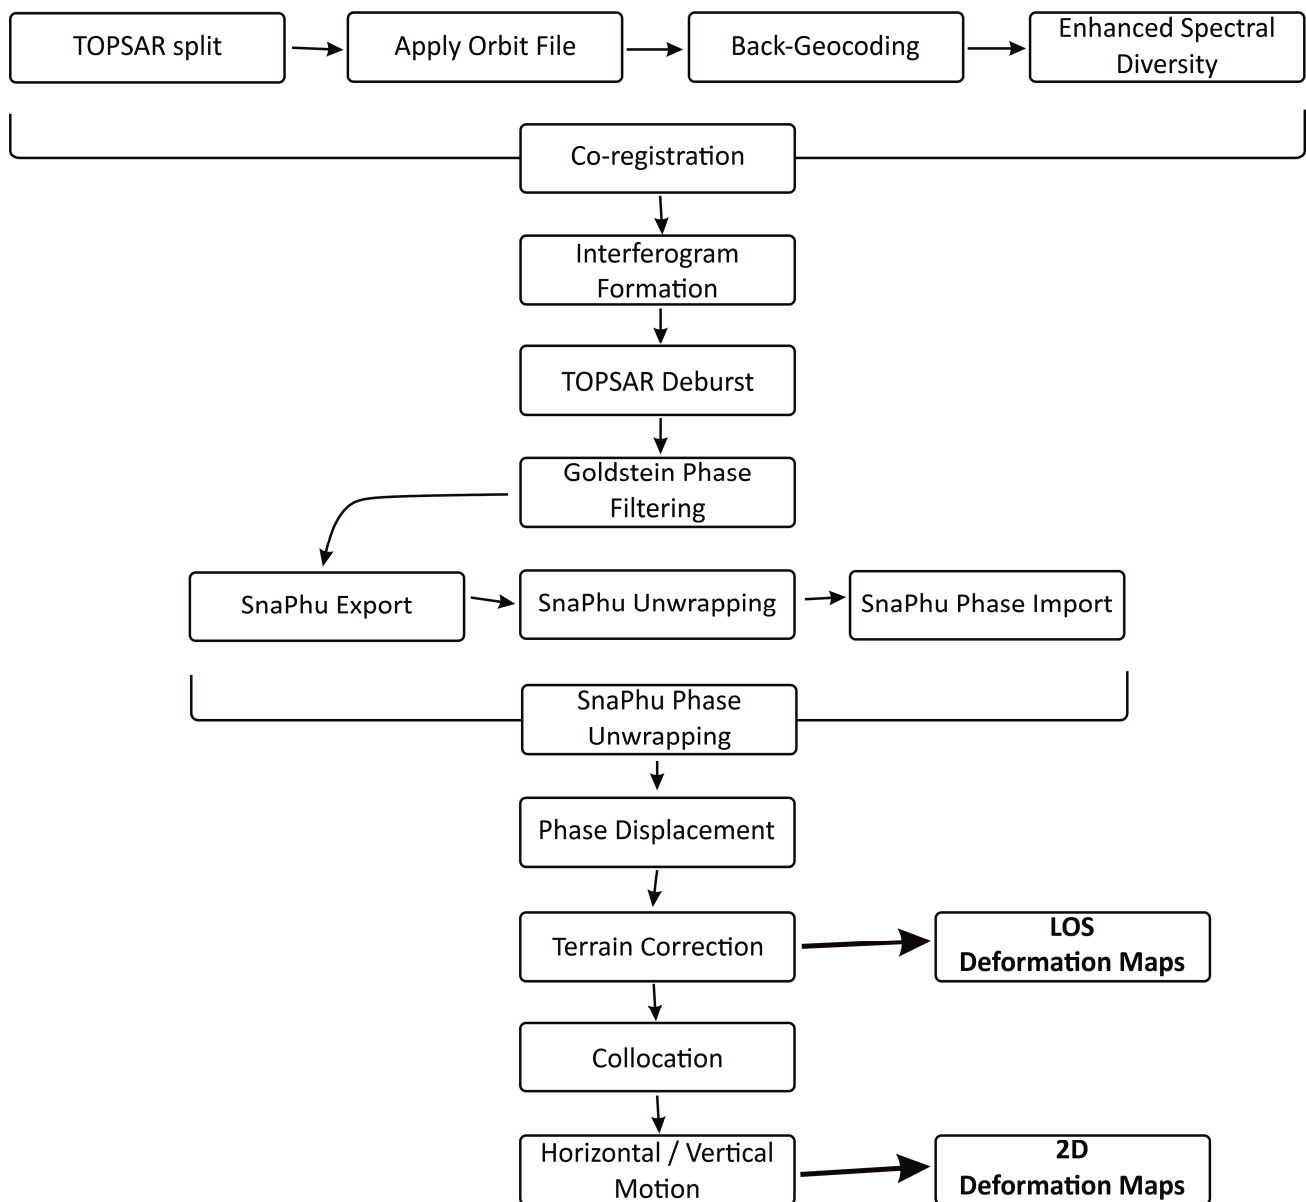 TOPSAR split
Apply Orbit File
Back-Geocoding
Enhanced Spectral
Diversity
Co-registration
Interferogram
Formation
TOPSAR Deburst
Goldstein Phase
Filtering
SnaPhu Export
SnaPhu Unwrapping
SnaPhu Phase Import
SnaPhu Phase
Unwrapping
Phase Displacement
Terrain Correction
LOS
Deformation Maps
Collocation
Horizontal / Vertical
Motion
2D
Deformation Maps